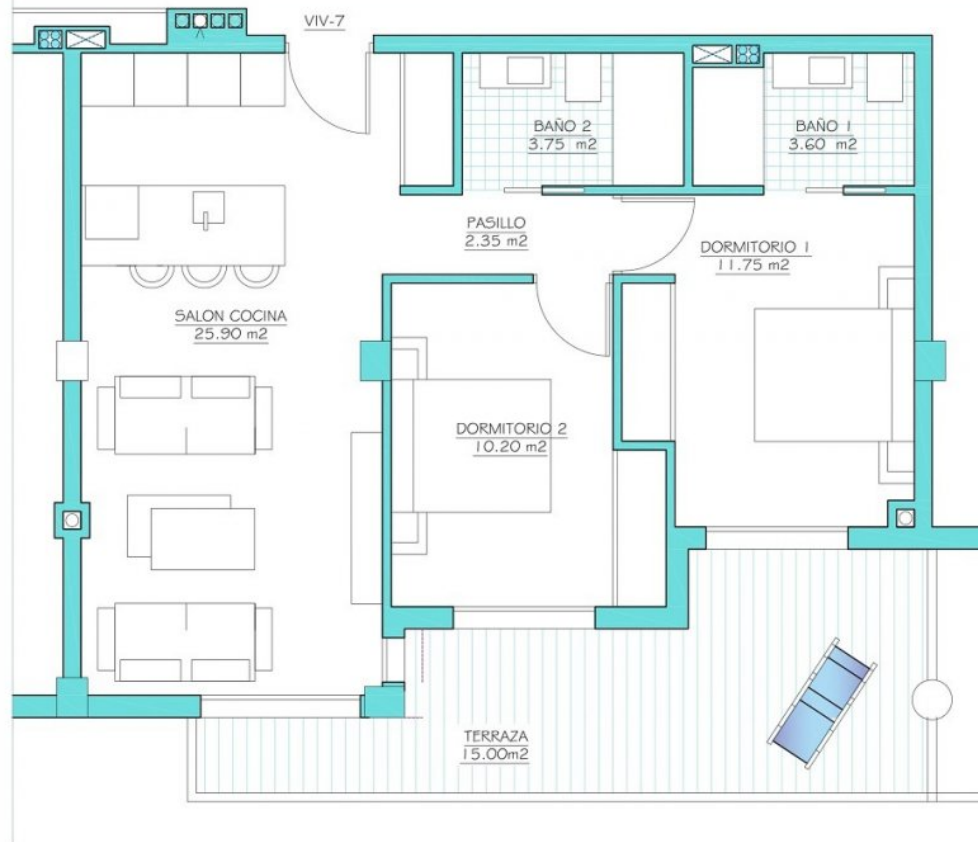 VIV-7
BAÑO 2
3.75 m2
BAÑO 1
3.60 m2
PASILLO
2.35 m2
DORMITORIO 1
11.75 m2
SALON COCINA
25.90 m2
DORMITORIO 2
10.20 m2
TERRAZA
15.00m2